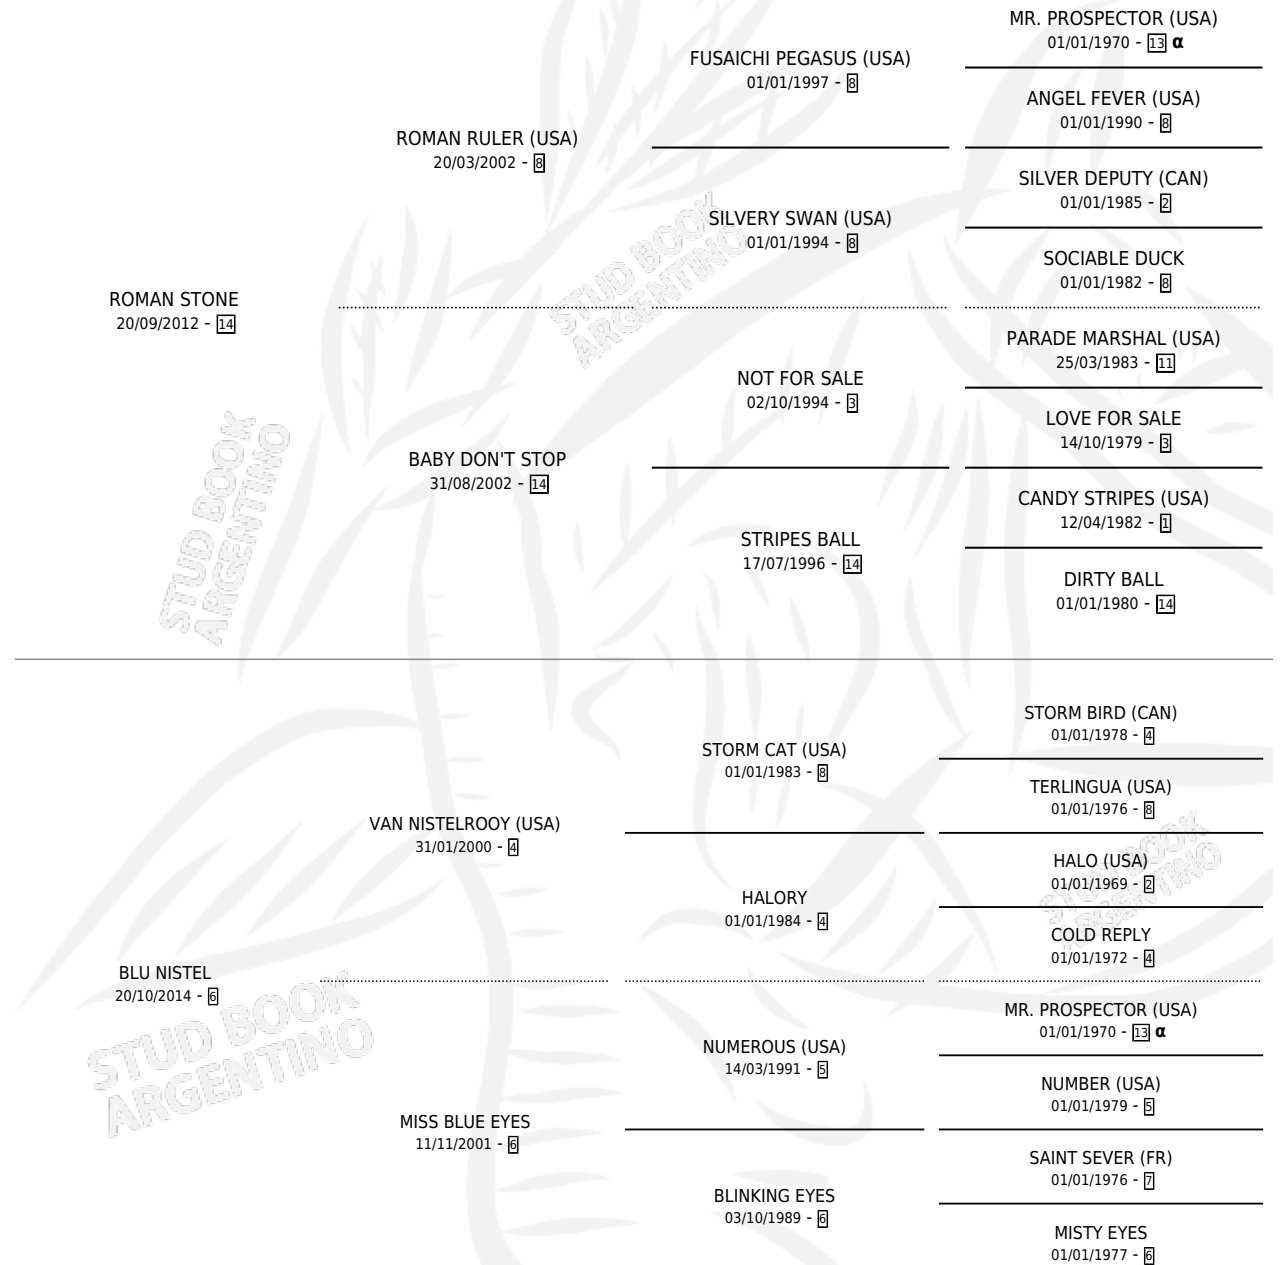 MR. PROSPECTOR (USA)
01/01/1970 - 13 α
FUSAICHI PEGASUS (USA)
01/01/1997 - 8
ANGEL FEVER (USA)
01/01/1990 - 8
ROMAN RULER (USA)
20/03/2002 - 8
SILVER DEPUTY (CAN)
01/01/1985 - 2
SILVERY SWAN (USA)
01/01/1994 - 8
SOCIABLE DUCK
01/01/1982 - 8
STUD BOOK
ARGENTINO
ROMAN STONE
20/09/2012 - 14
PARADE MARSHAL (USA)
25/03/1983 - 11
NOT FOR SALE
02/10/1994 - 3
LOVE FOR SALE
14/10/1979 - 3
BABY DON'T STOP
31/08/2002 - 14
CANDY STRIPES (USA)
12/04/1982 - 1
STRIPES BALL
17/07/1996 - 14
DIRTY BALL
01/01/1980 - 14
STUD BOOK
ARGENTINO
STORM BIRD (CAN)
01/01/1978 - 4
STORM CAT (USA)
01/01/1983 - 8
TERLINGUA (USA)
01/01/1976 - 8
VAN NISTELROOY (USA)
31/01/2000 - 4
HALO (USA)
01/01/1969 - 2
HALORY
01/01/1984 - 4
COLD REPLY
01/01/1972 - 4
STUD BOOK
ARGENTINO
BLU NISTEL
20/10/2014 - 6
STUD BOOK
ARGENTINO
MR. PROSPECTOR (USA)
01/01/1970 - 13 α
NUMEROUS (USA)
14/03/1991 - 5
NUMBER (USA)
01/01/1979 - 5
MISS BLUE EYES
11/11/2001 - 6
SAINT SEVER (FR)
01/01/1976 - 7
BLINKING EYES
03/10/1989 - 6
MISTY EYES
01/01/1977 - 6